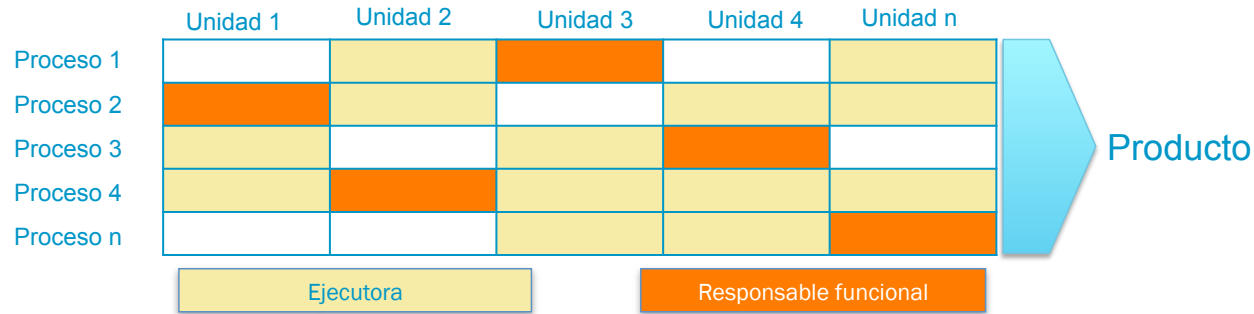 Unidad 1 Unidad 2 Unidad 3 Unidad 4 Unidad n
Proceso 1
Proceso 2
Proceso 3
Producto
Proceso 4
Proceso n
Ejecutora Responsable funcional